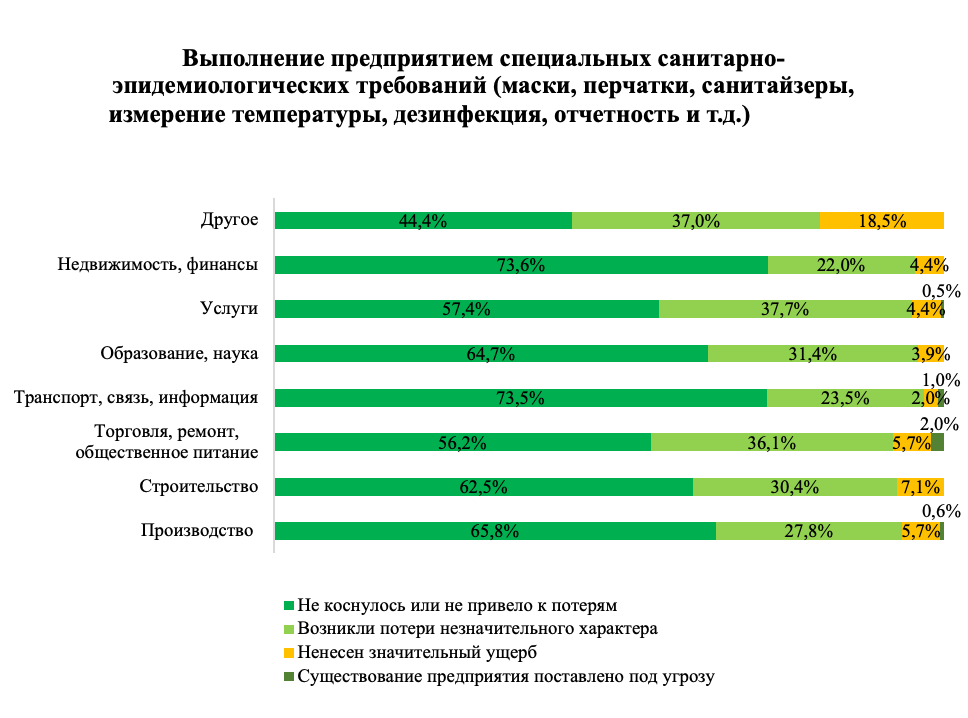 Выполнение предприятием специальных санитарно-
эпидемиологических требований (маски, перчатки, санитайзеры,
измерение температуры, дезинфекция, отчетность и т.д.)
Другое 44,4% 37,0% 18,5%
Недвижимость, финансы 73,6% 22,0% 4,4%
0,5%
Услуги 57,4% 37,7% 4,4%
Образование, наука 64,7% 31,4% 3,9%
1,0%
Транспорт, связь, информация 73,5% 23,5% 2,0%
2,0%
Торговля, ремонт,
общественное питание 56,2% 36,1% 5,7%
Строительство 62,5% 30,4% 7,1%
0,6%
Производство 65,8% 27,8% 5,7%
Не коснулось или не привело к потерям
Возникли потери незначительного характера
Ненесен значительный ущерб
Существование предприятия поставлено под угрозу